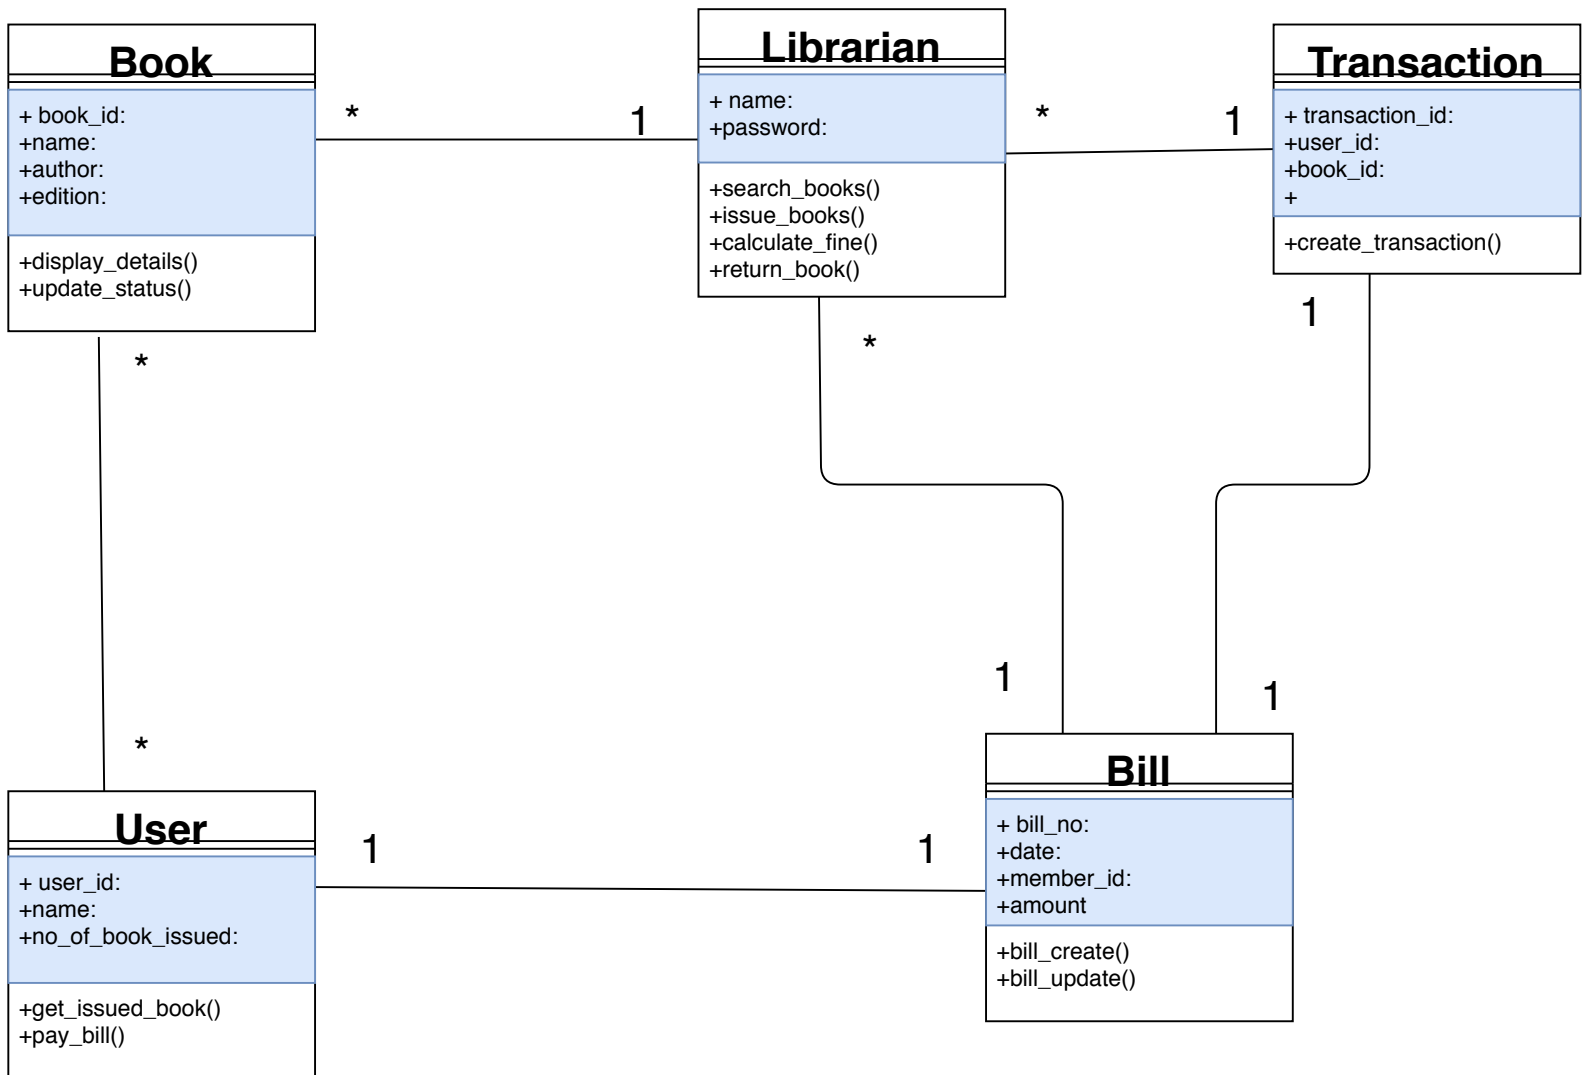 Book
+ book_id:
+name:
+author:
+edition:
+display_details()
+update_status()
*
1
Librarian
+ name:
+password:
+search_books()
+issue_books()
+calculate_fine()
+return_book()
*
1
Transaction
+ transaction_id:
+user_id:
+book_id:
+
+create_transaction()
*
*
1
1
*
1
1
1
User
+ user_id:
+name:
+no_of_book_issued:
+get_issued_book()
+pay_bill()
Bill
+ bill_no:
+date:
+member_id:
+amount
+bill_create()
+bill_update()